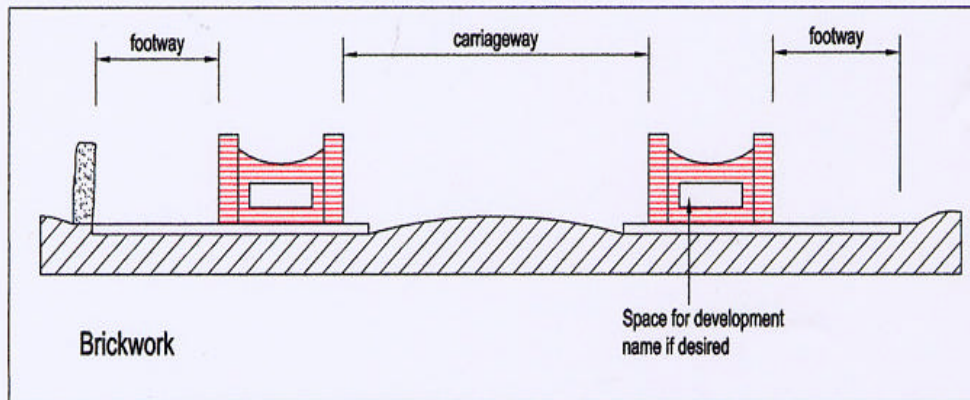 footway
carriageway
footway
Space for development
name if desired
Brickwork